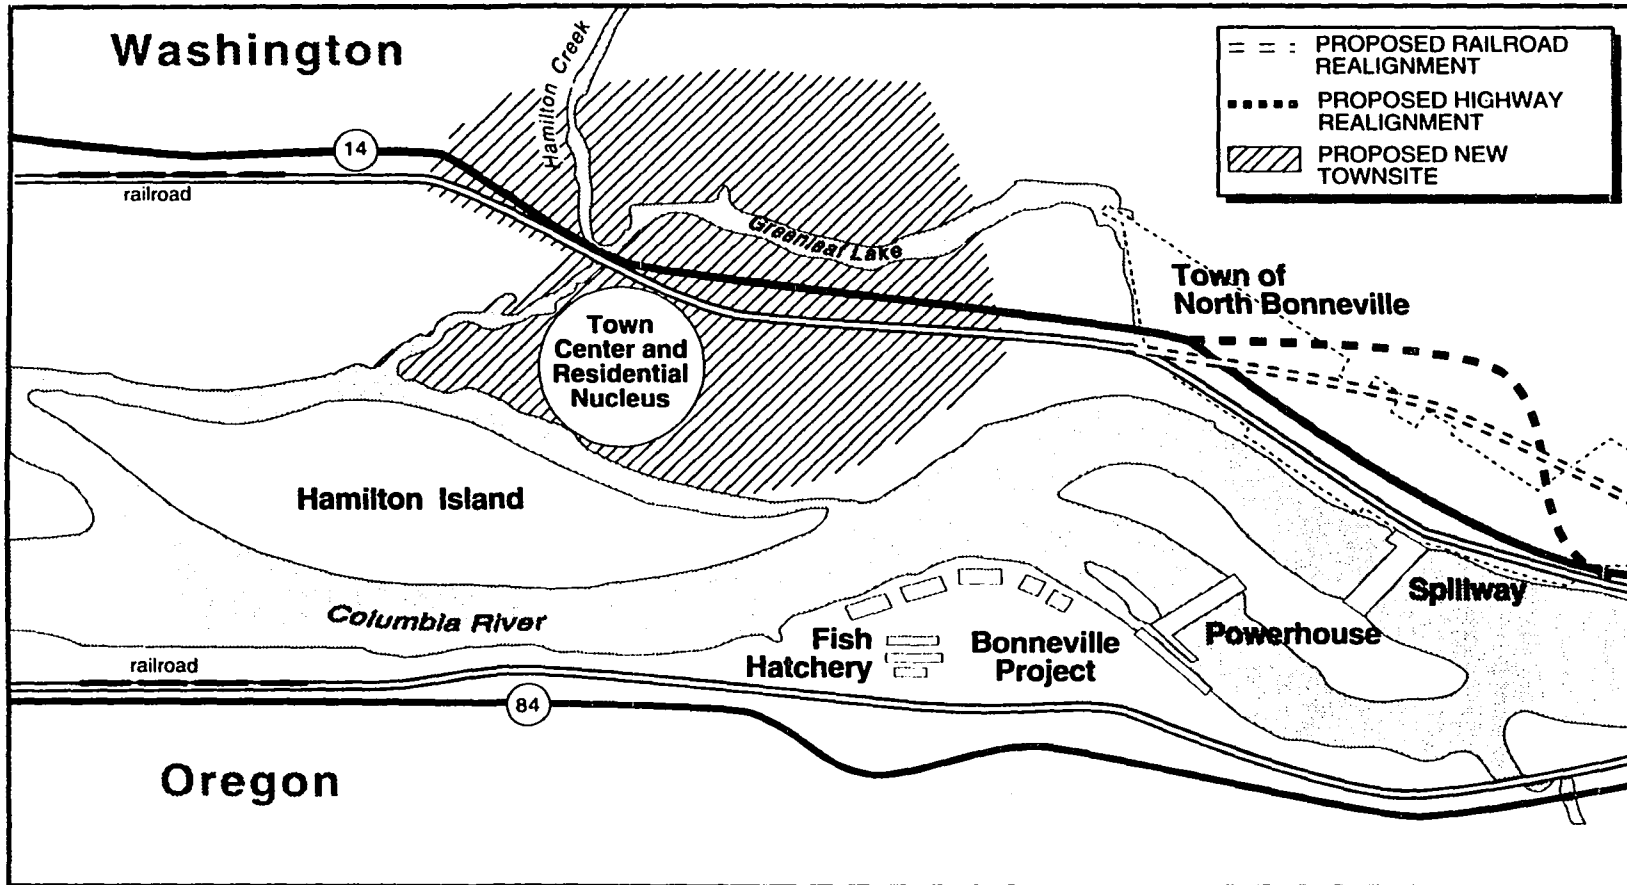 Washington
Hamilton Creek
PROPOSED RAILROAD
REALIGNMENT
PROPOSED HIGHWAY
REALIGNMENT
PROPOSED NEW
TOWNSITE
14
railroad
Greenleaf Lake
Town of
North Bonneville
Town
Center and
Residential
Nucleus
Hamilton Island
Columbia River
Spillway
Powerhouse
Fish
Hatchery
Bonneville
Project
railroad
84
Oregon